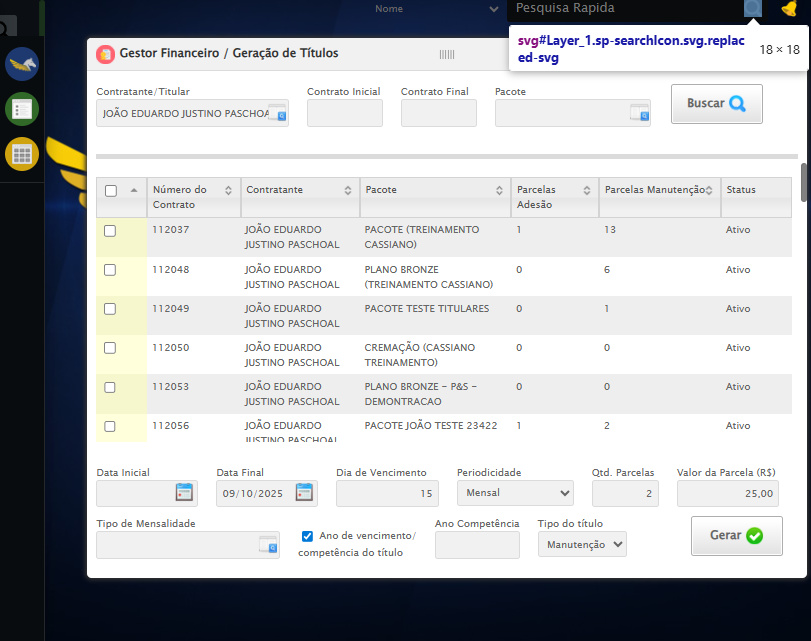 Nome
Pesquisa Rapida
svg#Layer_1.sp-searchIcon.svg.replac
ed-svg
18 × 18
Gestor Financeiro / Geração de Títulos
Contratante/Titular
Contrato Inicial
Contrato Final
Pacote
JOÃO EDUARDO JUSTINO PASCHOA
Buscar
Número do
Contrato
Contratante
Pacote
Parcelas
Adesão
Parcelas Manutenção
Status
112037
JOÃO EDUARDO
JUSTINO PASCHOAL
PACOTE (TREINAMENTO
CASSIANO)
1
13
Ativo
112048
JOÃO EDUARDO
JUSTINO PASCHOAL
PLANO BRONZE
(TREINAMENTO CASSIANO)
0
6
Ativo
112049
JOÃO EDUARDO
JUSTINO PASCHOAL
PACOTE TESTE TITULARES
0
1
Ativo
112050
JOÃO EDUARDO
JUSTINO PASCHOAL
CREMAÇÃO (CASSIANO
TREINAMENTO)
0
0
Ativo
112053
JOÃO EDUARDO
JUSTINO PASCHOAL
PLANO BRONZE - P&S -
DEMONTRACAO
0
0
Ativo
112056
JOÃO EDUARDO
JUSTINO PASCHOAL
PACOTE JOÃO TESTE 23422
1
2
Ativo
Data Inicial
Data Final
Dia de Vencimento
Periodicidade
Qtd. Parcelas
Valor da Parcela (R$)
09/10/2025
15
Mensal
2
25,00
Tipo de Mensalidade
Ano de vencimento/
competência do título
Ano Competência
Tipo do título
Manutenção
Gerar